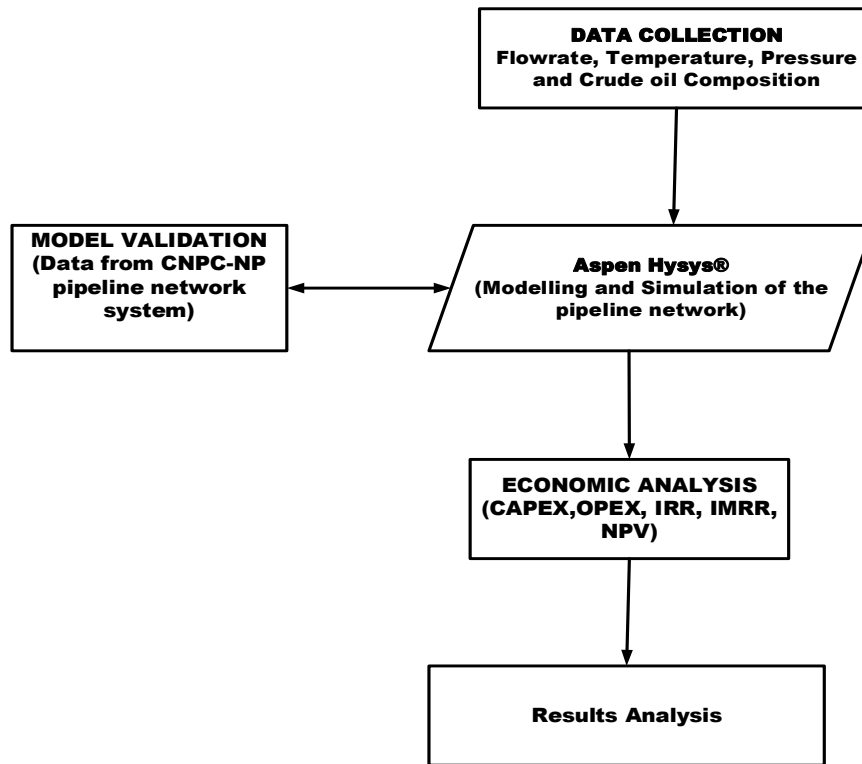 DATA COLLECTION
Flowrate, Temperature, Pressure
and Crude oil Composition
MODEL VALIDATION
(Data from CNPC-NP
pipeline network
system)
Aspen Hysys®
(Modelling and Simulation of the
pipeline network)
ECONOMIC ANALYSIS
(CAPEX,OPEX, IRR, IMRR,
NPV)
Results Analysis